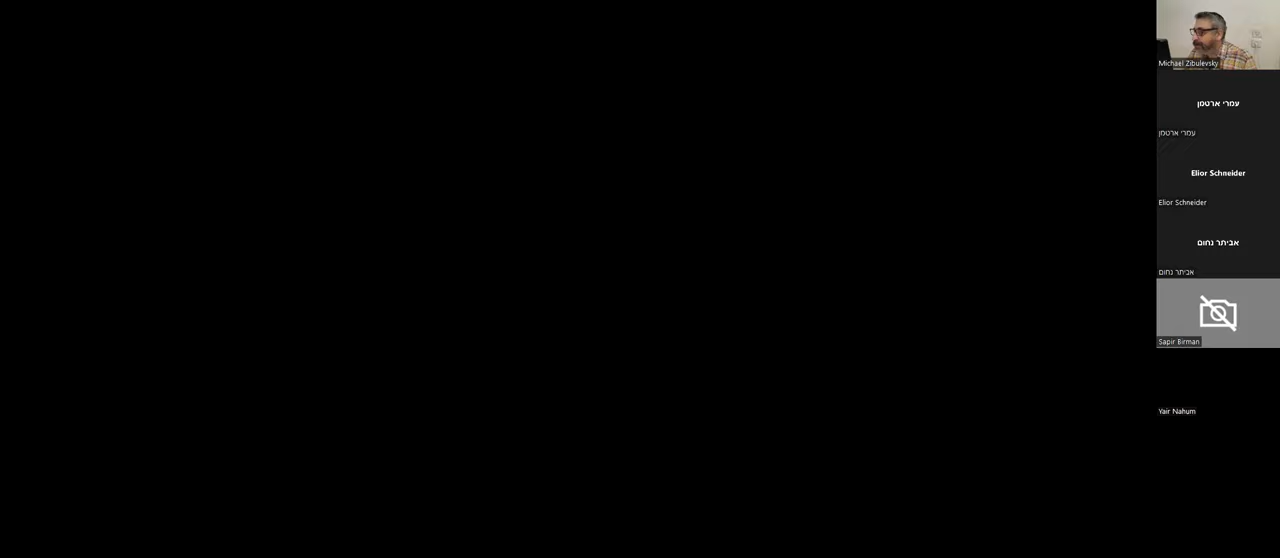 Michael Zibulevsky
עמרי ארטמן
עמרי ארטמן
Elior Schneider
Elior Schneider
אביתר נחום
אביתר נחום
Sapir Birman
Yair Nahum